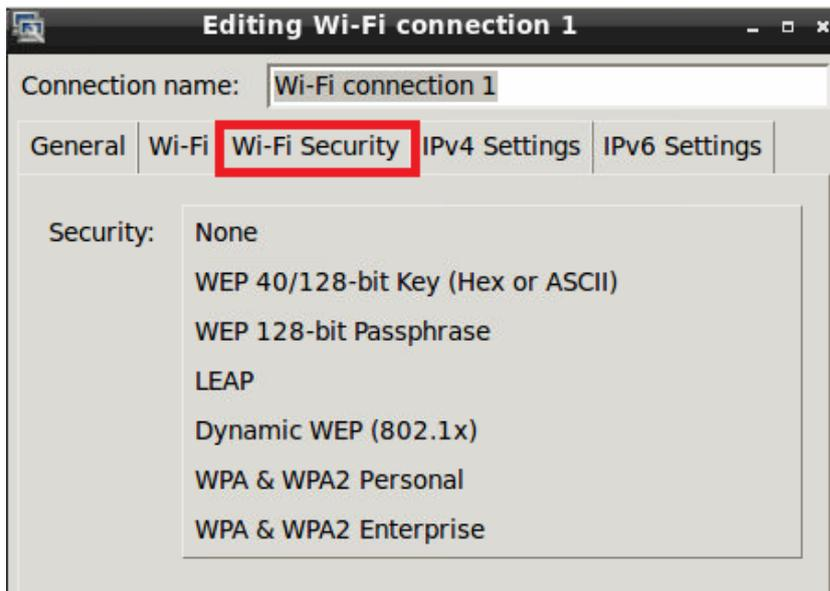 Editing Wi-Fi connection 1
Connection name: Wi-Fi connection 1
General Wi-Fi Wi-Fi Security IPv4 Settings IPv6 Settings
Security: None
WEP 40/128-bit Key (Hex or ASCII)
WEP 128-bit Passphrase
LEAP
Dynamic WEP (802.1x)
WPA & WPA2 Personal
WPA & WPA2 Enterprise